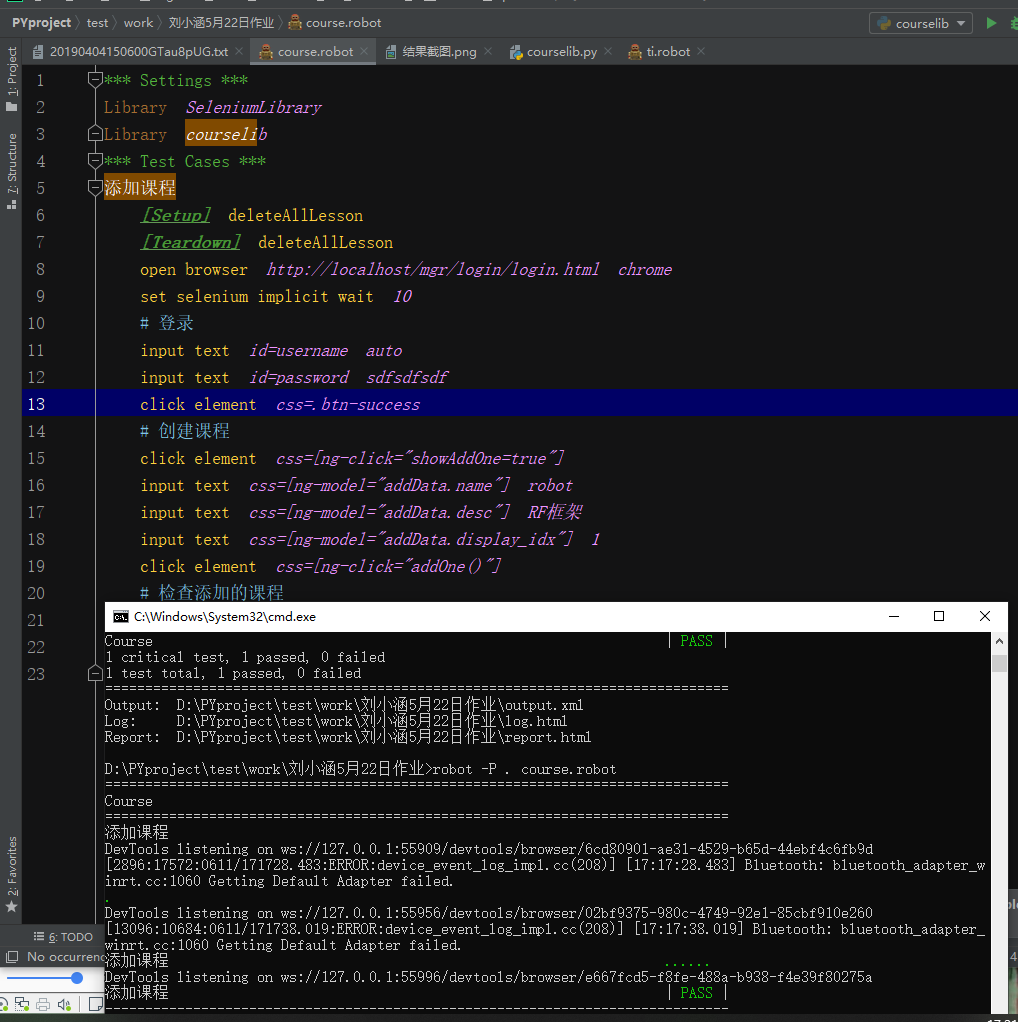 PYproject test work 刘小涵5月22日作业 course.robot courselib
20190404150600GTau8pUG.txt course.robot 结果截图.png courselib.py ti.robot
1: Project
7: Structure
2: Favorites
1 *** Settings ***
2 Library SeleniumLibrary
3 Library courselib
4 *** Test Cases ***
5 添加课程
6 [Setup] deleteAllLesson
7 [Teardown] deleteAllLesson
8 open browser http://localhost/mgr/login/login.html chrome
9 set selenium implicit wait 10
10 # 登录
11 input text id=username auto
12 input text id=password sdfsdfsdf
13 click element css=.btn-success
14 # 创建课程
15 click element css=[ng-click="showAddOne=true"]
16 input text css=[ng-model="addData.name"] robot
17 input text css=[ng-model="addData.desc"] RF框架
18 input text css=[ng-model="addData.display_idx"] 1
19 click element css=[ng-click="addOne()"]
20 # 检查添加的课程
21
22
23
C:\Windows\System32\cmd.exe
Course | PASS |
1 critical test, 1 passed, 0 failed
1 test total, 1 passed, 0 failed
==============================================================================
Output: D:\PYproject\test\work\刘小涵5月22日作业\output.xml
Log: D:\PYproject\test\work\刘小涵5月22日作业\log.html
Report: D:\PYproject\test\work\刘小涵5月22日作业\report.html
D:\PYproject\test\work\刘小涵5月22日作业>robot -P . course.robot
==============================================================================
Course
==============================================================================
添加课程
DevTools listening on ws://127.0.0.1:55909/devtools/browser/6cd80901-ae31-4529-b65d-44ebf4c6fb9d
[2896:17572:0611/171728.483:ERROR:device_event_log_impl.cc(208)] [17:17:28.483] Bluetooth: bluetooth_adapter_w
inrt.cc:1060 Getting Default Adapter failed.
.
DevTools listening on ws://127.0.0.1:55956/devtools/browser/02bf9375-980c-4749-92e1-85cbf910e260
[13096:10684:0611/171738.019:ERROR:device_event_log_impl.cc(208)] [17:17:38.019] Bluetooth: bluetooth_adapter_
winrt.cc:1060 Getting Default Adapter failed.
添加课程 ......
DevTools listening on ws://127.0.0.1:55996/devtools/browser/e667fcd5-f8fe-488a-b938-f4e39f80275a
添加课程 | PASS |
------------------------------------------------------------------------------
6: TODO
No occurrenc